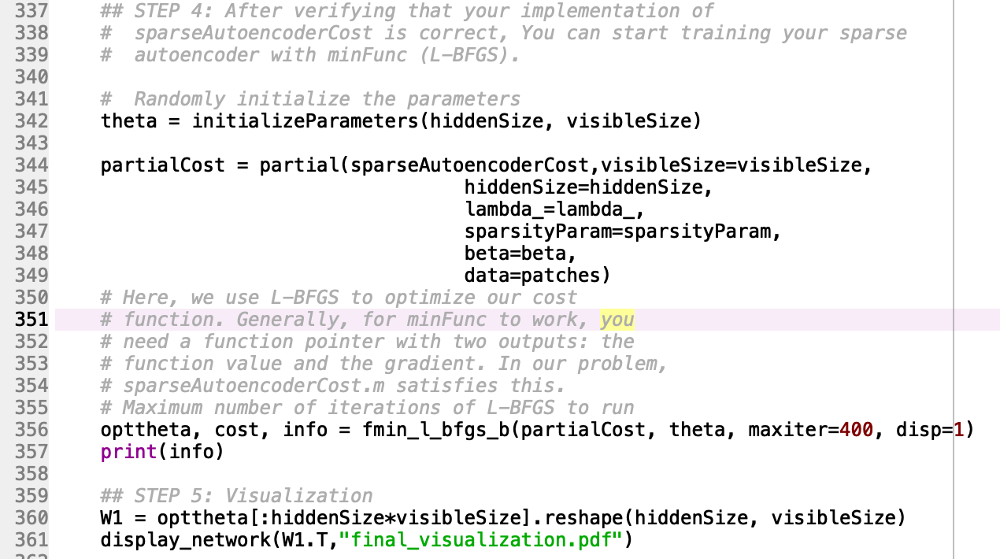 337 ## STEP 4: After verifying that your implementation of
338 #  sparseAutoencoderCost is correct, You can start training your sparse
339 #  autoencoder with minFunc (L-BFGS).
340
341 #  Randomly initialize the parameters
342 theta = initializeParameters(hiddenSize, visibleSize)
343
344 partialCost = partial(sparseAutoencoderCost,visibleSize=visibleSize,
345                                 hiddenSize=hiddenSize,
346                                 lambda_=lambda_,
347                                 sparsityParam=sparsityParam,
348                                 beta=beta,
349                                 data=patches)
350 # Here, we use L-BFGS to optimize our cost
351 # function. Generally, for minFunc to work, you
352 # need a function pointer with two outputs: the
353 # function value and the gradient. In our problem,
354 # sparseAutoencoderCost.m satisfies this.
355 # Maximum number of iterations of L-BFGS to run
356 opttheta, cost, info = fmin_l_bfgs_b(partialCost, theta, maxiter=400, disp=1)
357 print(info)
358
359 ## STEP 5: Visualization
360 W1 = opttheta[:hiddenSize*visibleSize].reshape(hiddenSize, visibleSize)
361 display_network(W1.T,"final_visualization.pdf")